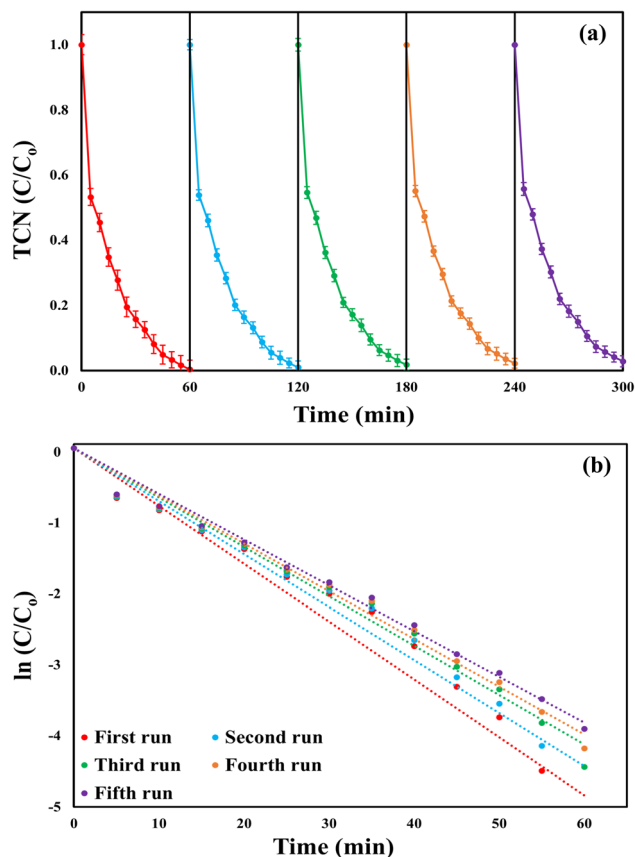 (a)
1.0
0.8
0.6
0.4
0.2
0.0
TCN (C/C₀)
0 60 120 180 240 300
Time (min)
(b)
0
-1
-2
-3
-4
-5
ln (C/C₀)
First run Second run
Third run Fourth run
Fifth run
0 10 20 30 40 50 60
Time (min)